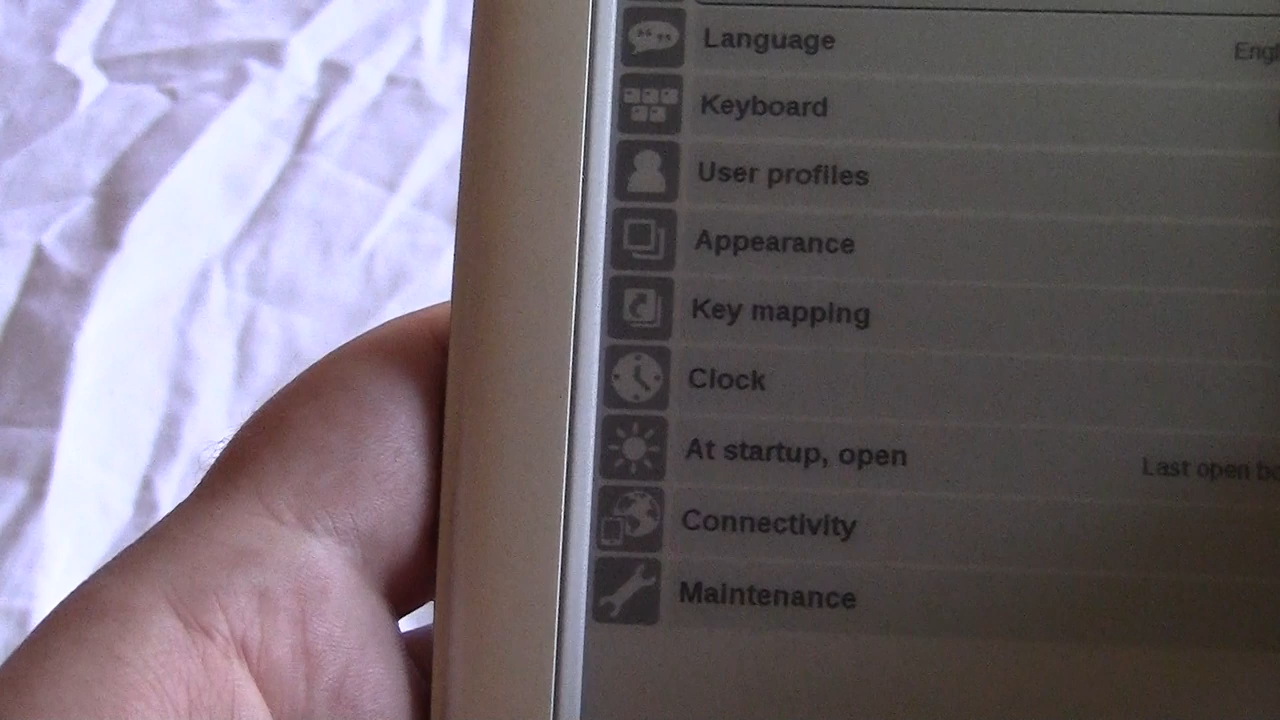 Language
Keyboard
User profiles
Appearance
Key mapping
Clock
At startup, open Last open
Connectivity
Maintenance